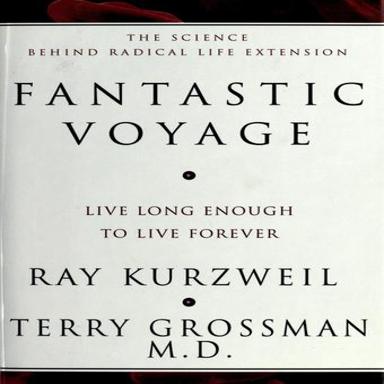 THE SCIENCE
BEHIND RADICAL LIFE EXTENSION
FANTASTIC
VOYAGE
LIVE LONG ENOUGH
TO LIVE FOREVER
RAY KURZWEIL
TERRY GROSSMAN
M.D.